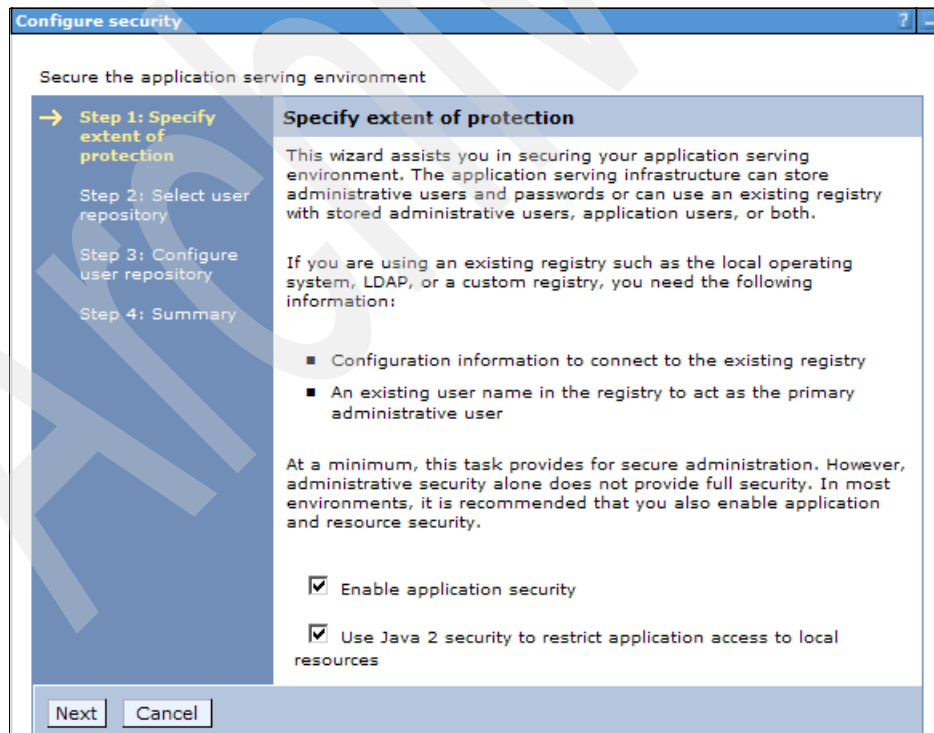 Configure security ? –
Secure the application serving environment
→ Step 1: Specify
extent of
protection
Step 2: Select user
repository
Step 3: Configure
user repository
Step 4: Summary
Specify extent of protection
This wizard assists you in securing your application serving
environment. The application serving infrastructure can store
administrative users and passwords or can use an existing registry
with stored administrative users, application users, or both.
If you are using an existing registry such as the local operating
system, LDAP, or a custom registry, you need the following
information:
■ Configuration information to connect to the existing registry
■ An existing user name in the registry to act as the primary
administrative user
At a minimum, this task provides for secure administration. However,
administrative security alone does not provide full security. In most
environments, it is recommended that you also enable application
and resource security.
Enable application security
Use Java 2 security to restrict application access to local
resources
Next Cancel